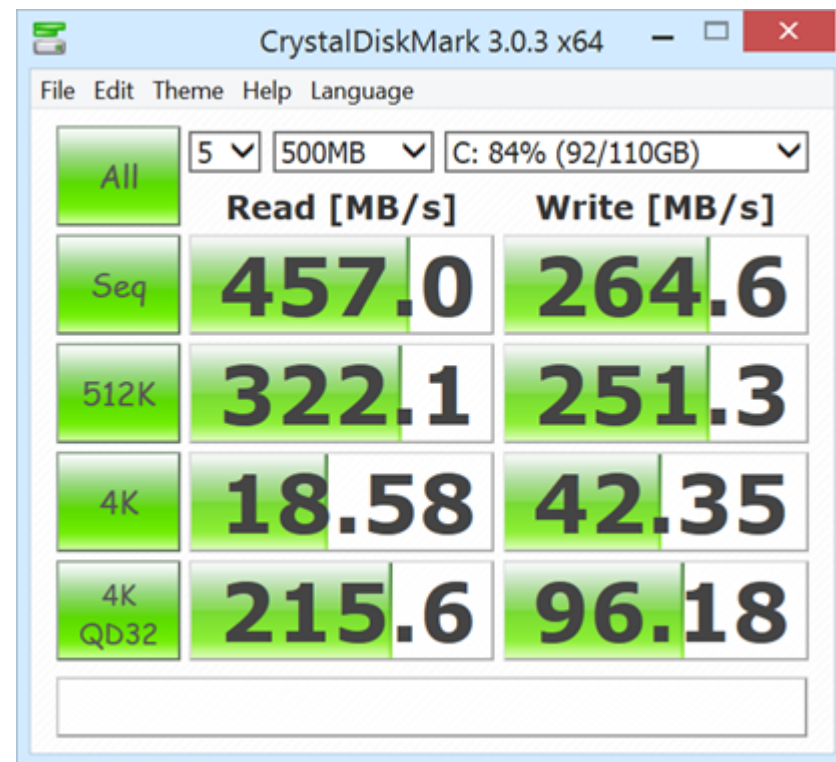 CrystalDiskMark 3.0.3 x64
File Edit Theme Help Language
All 5 500MB C: 84% (92/110GB)
Read [MB/s] Write [MB/s]
Seq 457.0 264.6
512K 322.1 251.3
4K 18.58 42.35
4K QD32 215.6 96.18